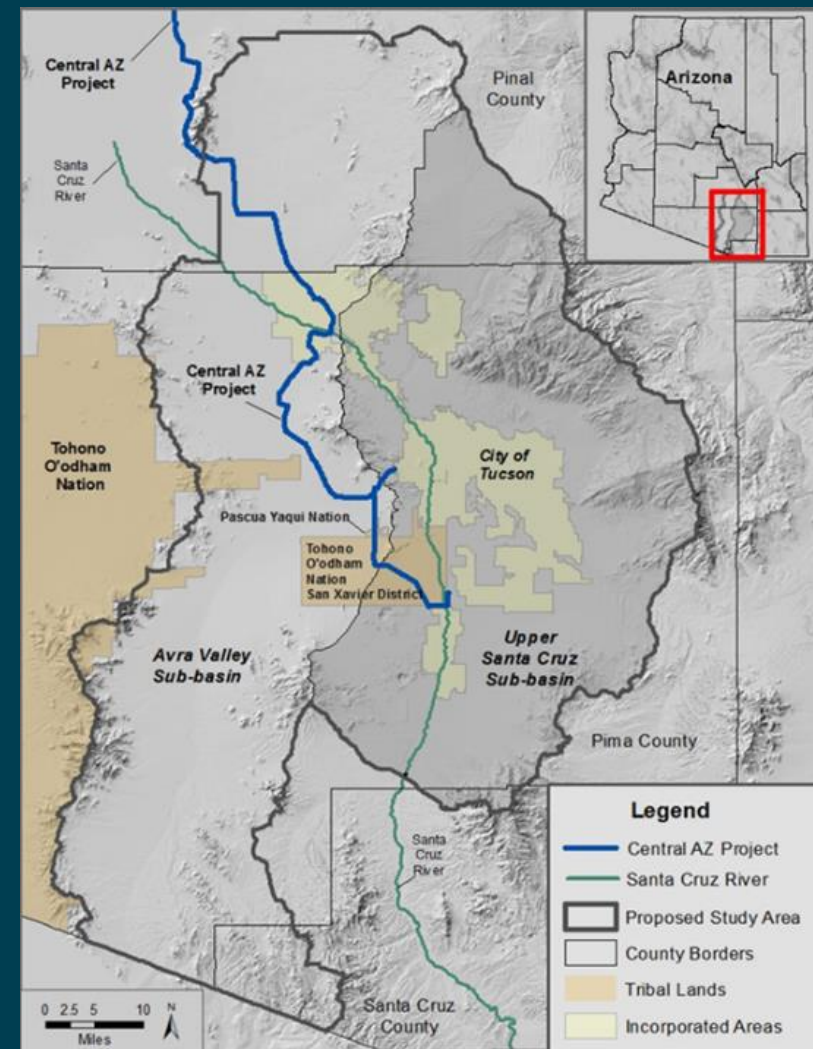 Central AZ
Project
Pinal
County
Arizona
Santa
Cruz
River
Central AZ
Project
Tohono
O'odham
Nation
City of
Tucson
Pascua Yaqui Nation
Tohono
O'odham
Nation
San Xavier District
Avra Valley
Sub-basin
Upper
Santa Cruz
Sub-basin
Pima County
Santa
Cruz
River
Santa Cruz
County
0 2.5 5 10
Miles
N
Legend
Central AZ Project
Santa Cruz River
Proposed Study Area
County Borders
Tribal Lands
Incorporated Areas